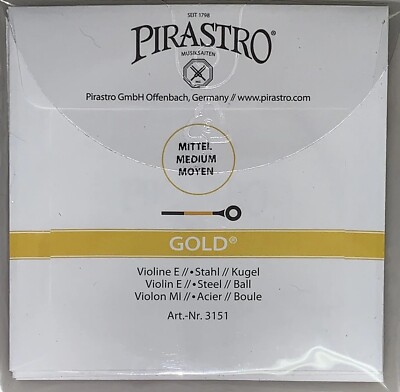 SEIT 1798
PIRASTRO®
MUSIKSAITEN
Pirastro GmbH Offenbach, Germany // www.pirastro.com
MITTEL
MEDIUM
MOYEN
GOLD®
Violine E //•Stahl // Kugel
Violin E //•Steel // Ball
Violon MI //•Acier // Boule
Art.-Nr. 3151